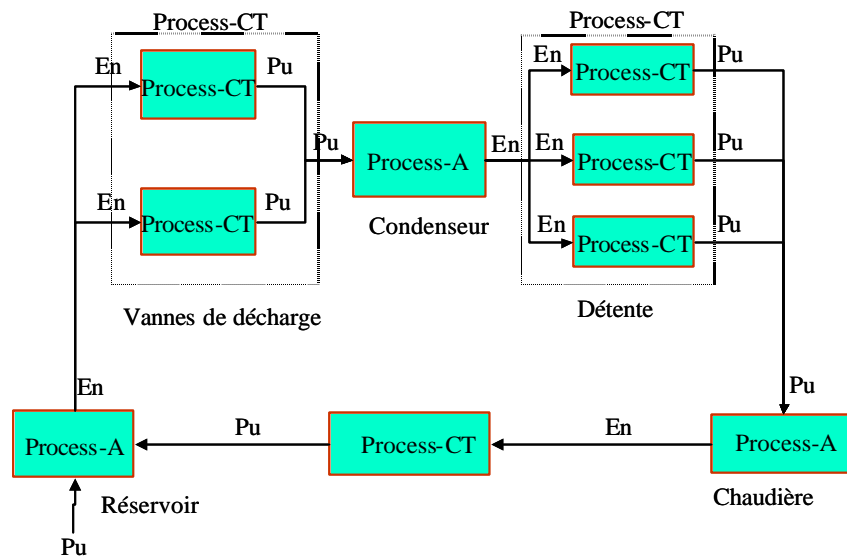 Process-CT
Process-CT
En
Pu
En
Pu
Process-CT
Process-CT
Pu
En
En
Pu
Process-A
Process-CT
En
Pu
En
Pu
Process-CT
Process-CT
Condenseur
Vannes de décharge
Détente
En
Pu
Pu
En
Process-A
Process-CT
Process-A
Réservoir
Chaudière
Pu